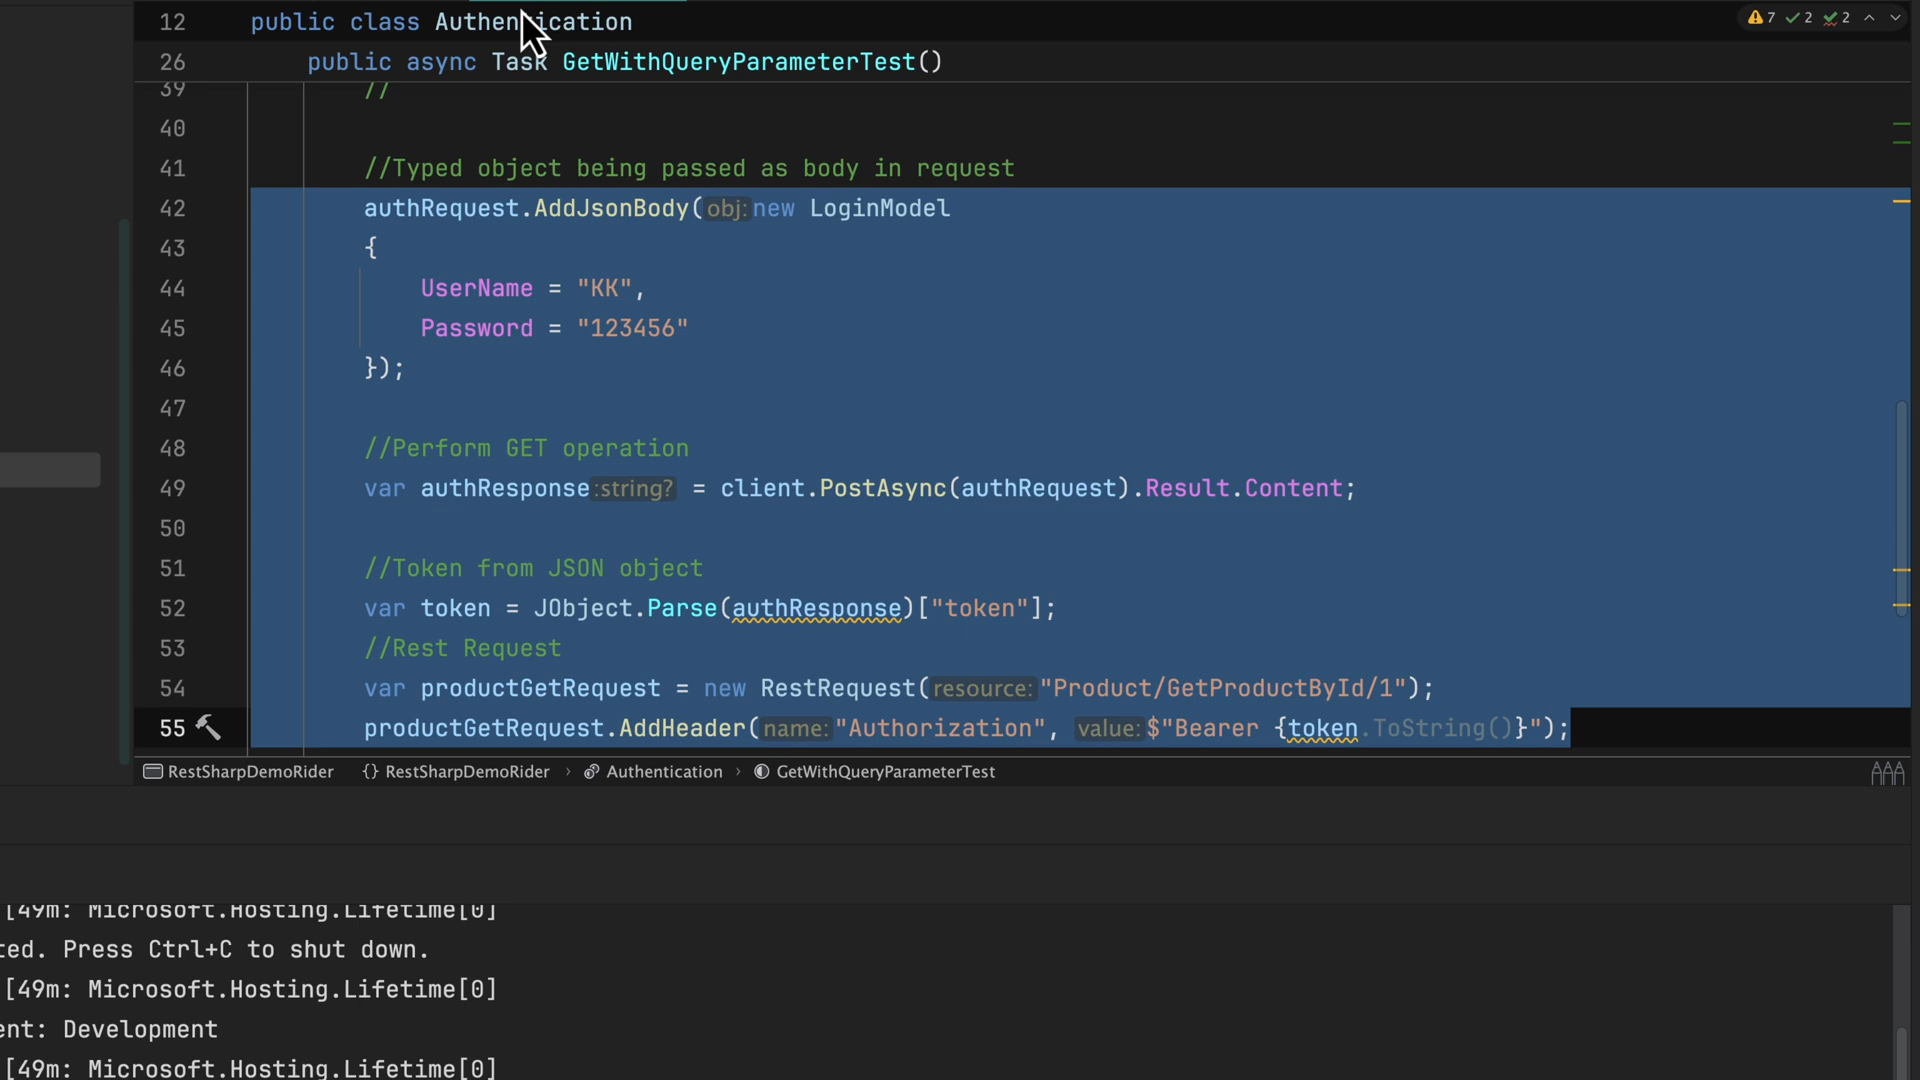 12 public class Authentication
7 2 2
26 public async Task GetWithQueryParameterTest()
39 //
40
41 //Typed object being passed as body in request
42 authRequest.AddJsonBody(obj:new LoginModel
43 {
44 UserName = "KK",
45 Password = "123456"
46 });
47
48 //Perform GET operation
49 var authResponse:string? = client.PostAsync(authRequest).Result.Content;
50
51 //Token from JSON object
52 var token = JObject.Parse(authResponse)["token"];
53 //Rest Request
54 var productGetRequest = new RestRequest(resource:"Product/GetProductById/1");
55 productGetRequest.AddHeader(name:"Authorization", value:$"Bearer {token.ToString()}");
RestSharpDemoRider {} RestSharpDemoRider › Authentication › GetWithQueryParameterTest
[49m: Microsoft.Hosting.Lifetime[0]
ted. Press Ctrl+C to shut down.
[49m: Microsoft.Hosting.Lifetime[0]
ent: Development
[49m: Microsoft.Hosting.Lifetime[0]